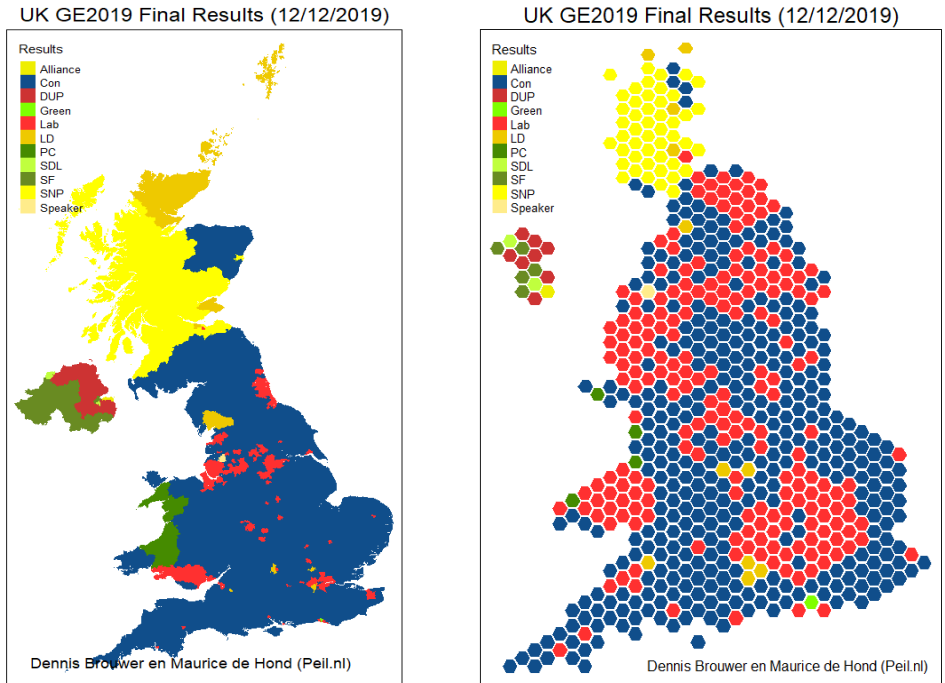 UK GE2019 Final Results (12/12/2019)
Results
Alliance
Con
DUP
Green
Lab
LD
PC
SDL
SF
SNP
Speaker
Dennis Brouwer en Maurice de Hond (Peil.nl)
UK GE2019 Final Results (12/12/2019)
Results
Alliance
Con
DUP
Green
Lab
LD
PC
SDL
SF
SNP
Speaker
Dennis Brouwer en Maurice de Hond (Peil.nl)